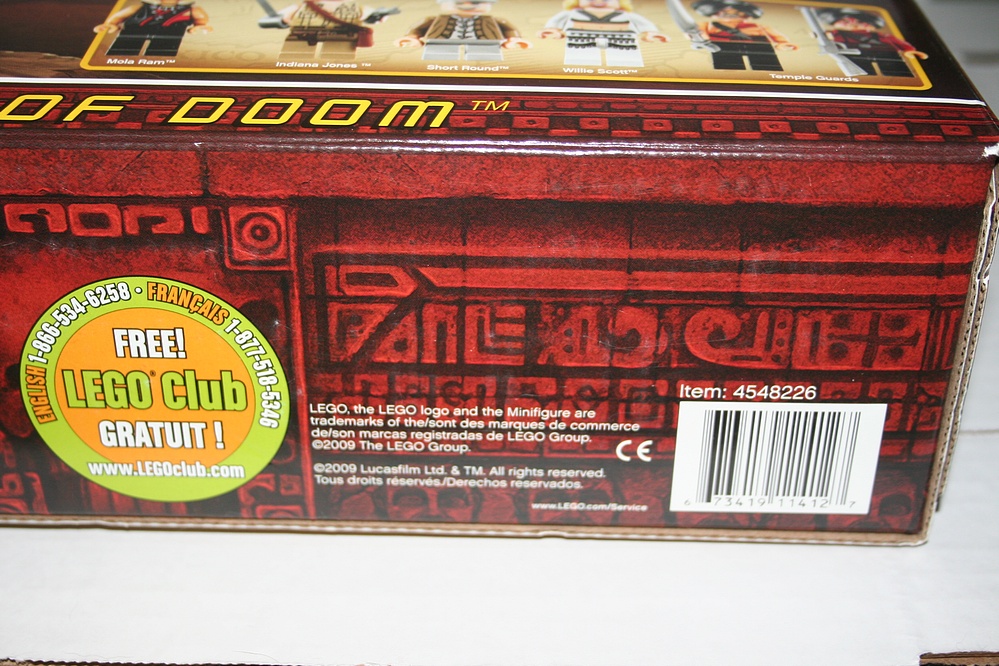 Mola Ram™
Indiana Jones ™
Short Round™
Willie Scott™
Temple Guards
OF DOOM™
ENGLISH 1-866-534-6258 • FRANÇAIS 1-877-518-5346
FREE!
LEGO® Club
GRATUIT !
www.LEGOclub.com
LEGO, the LEGO logo and the Minifigure are
trademarks of the/sont des marques de commerce
de/son marcas registradas de LEGO Group.
©2009 The LEGO Group.
CE
©2009 Lucasfilm Ltd. & TM. All rights reserved.
Tous droits réservés./Derechos reservados.
www.LEGO.com/Service
Item: 4548226
6 73419 11412 7